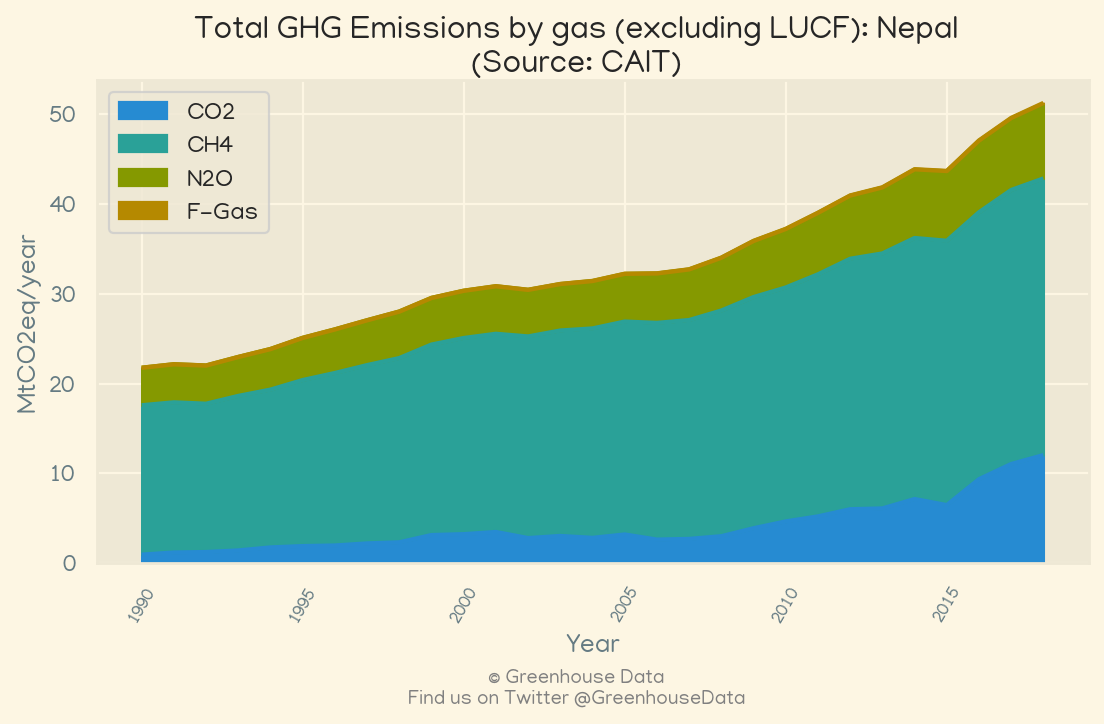 Total GHG Emissions by gas (excluding LUCF): Nepal
(Source: CAIT)
CO2
CH4
N2O
F-Gas
MtCO2eq/year
50
40
30
20
10
0
1990
1995
2000
2005
2010
2015
Year
© Greenhouse Data
Find us on Twitter @GreenhouseData